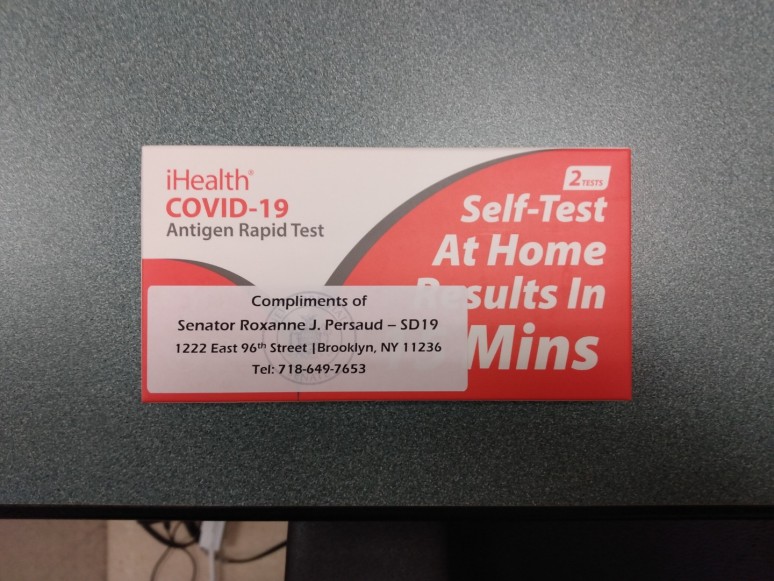 iHealth®
COVID-19
Antigen Rapid Test
2 TESTS
Self-Test
At Home
Results In
Mins
Compliments of
Senator Roxanne J. Persaud – SD19
1222 East 96th Street |Brooklyn, NY 11236
Tel: 718-649-7653